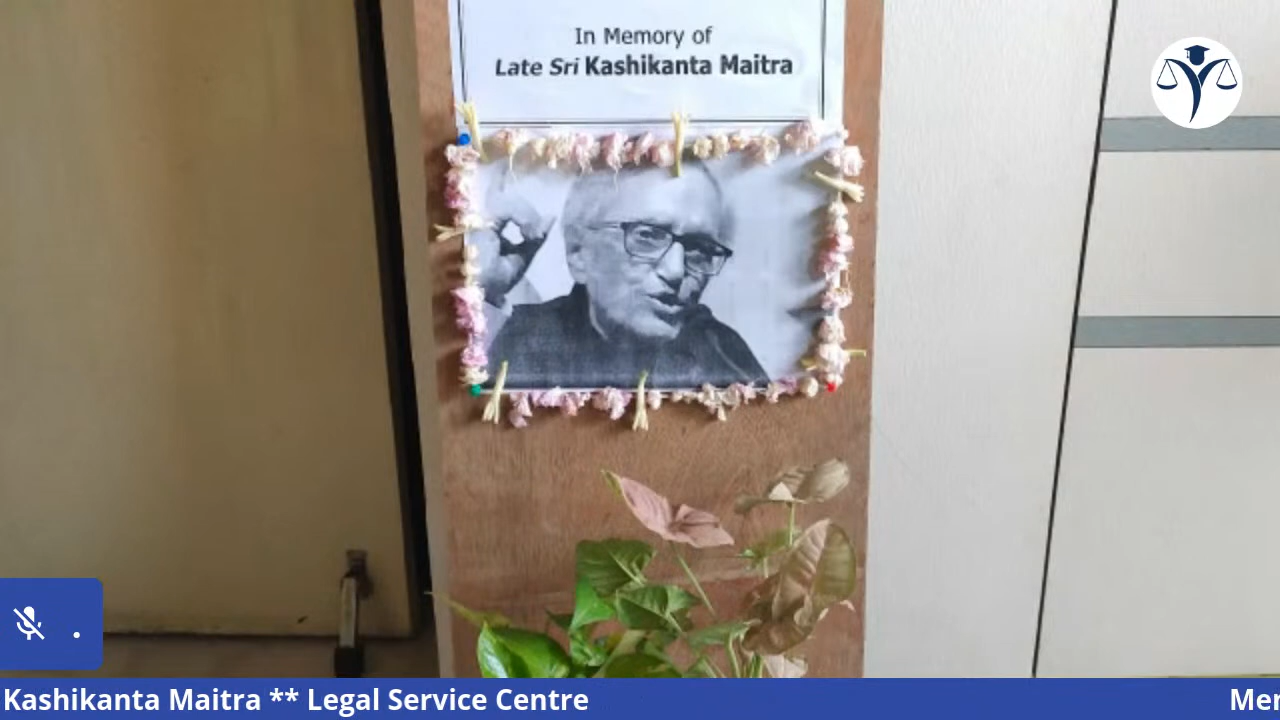 In Memory of
Late Sri Kashikanta Maitra
Kashikanta Maitra ** Legal Service Centre